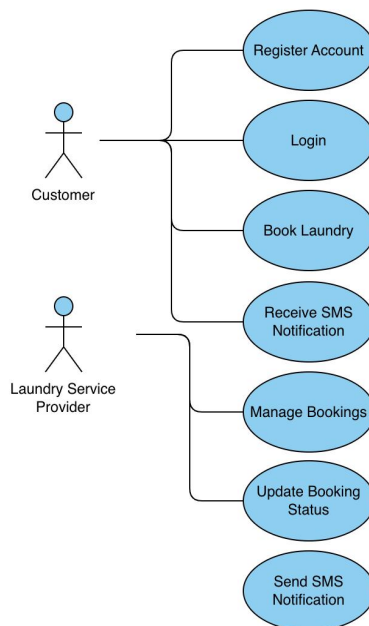 Register Account
Login
Customer
Book Laundry
Receive SMS
Notification
Laundry Service
Provider
Manage Bookings
Update Booking
Status
Send SMS
Notification